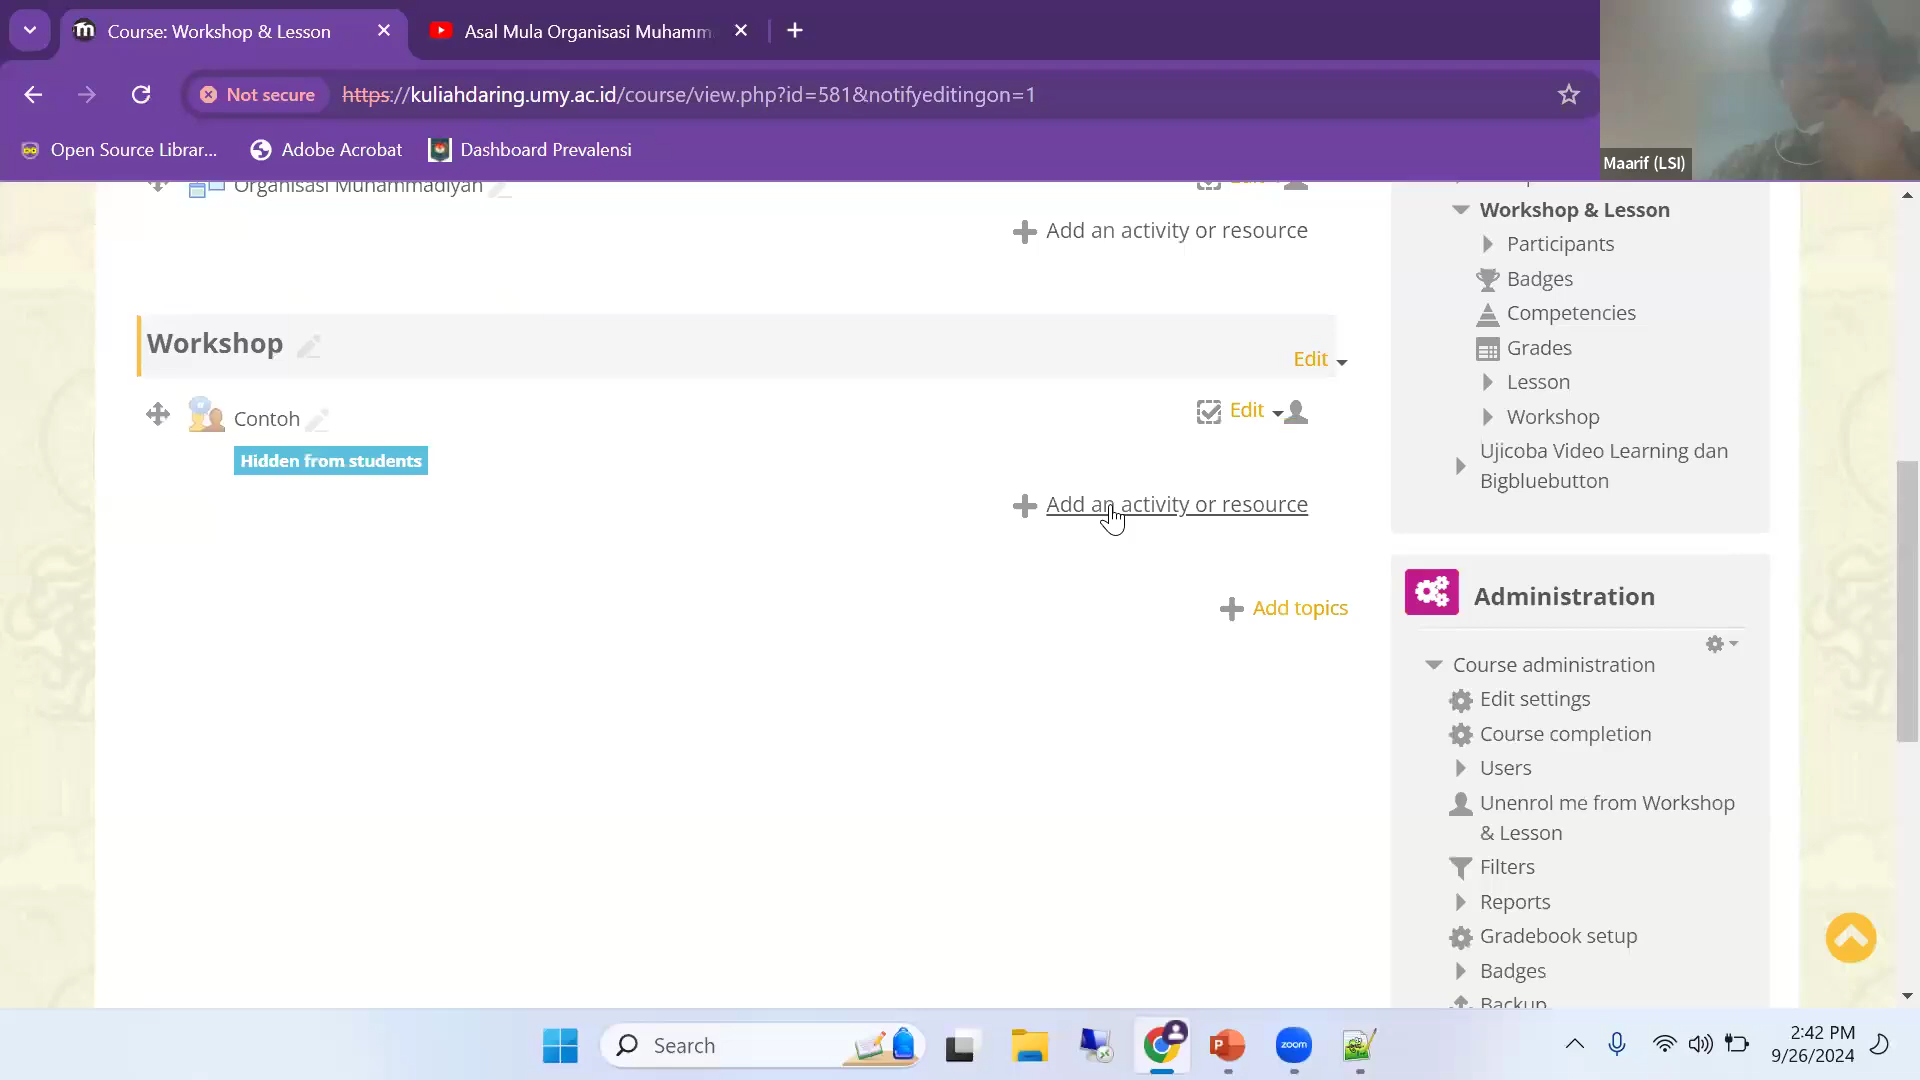 Course: Workshop & Lesson
Asal Mula Organisasi Muhamm
Not secure
https://kuliahdaring.umy.ac.id/course/view.php?id=581&notifyeditingon=1
Open Source Librar...
Adobe Acrobat
Dashboard Prevalensi
Maarif (LSI)
Organisasi Muhammadiyah
Edit
Add an activity or resource
Workshop
Edit
Contoh
Edit
Hidden from students
Add an activity or resource
Add topics
Workshop & Lesson
Participants
Badges
Competencies
Grades
Lesson
Workshop
Ujicoba Video Learning dan
Bigbluebutton
Administration
Course administration
Edit settings
Course completion
Users
Unenrol me from Workshop
& Lesson
Filters
Reports
Gradebook setup
Badges
Backup
Search
zoom
2:42 PM
9/26/2024